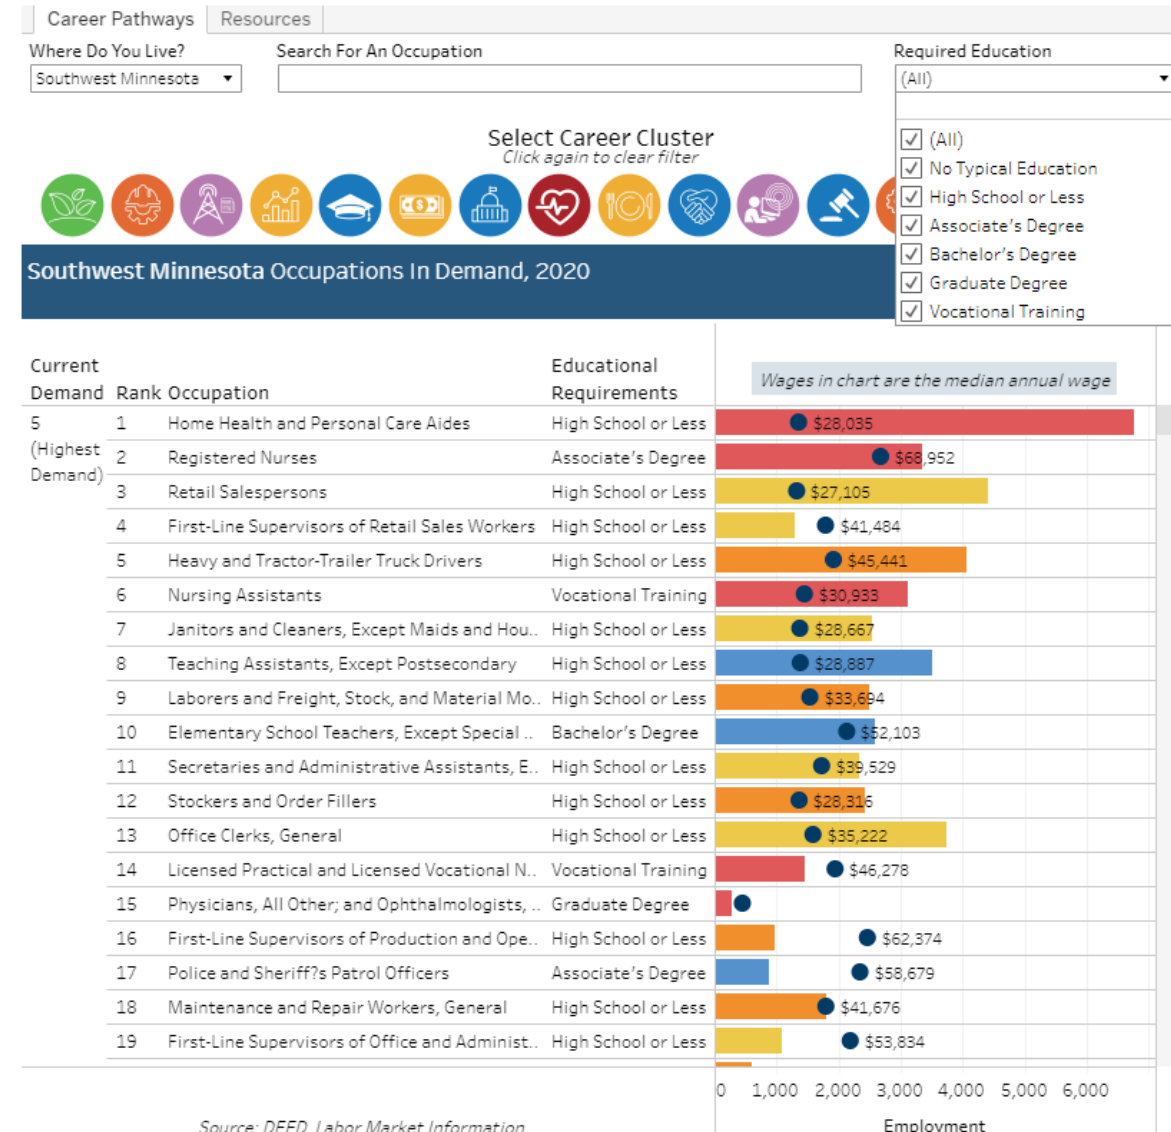 Career Pathways Resources
Where Do You Live? Search For An Occupation Required Education
Southwest Minnesota (All)
Select Career Cluster
Click again to clear filter
(All)
No Typical Education
High School or Less
Associate's Degree
Bachelor's Degree
Graduate Degree
Vocational Training
Southwest Minnesota Occupations In Demand, 2020
Current Demand Rank Occupation Educational Requirements Wages in chart are the median annual wage
5 (Highest Demand)
1 Home Health and Personal Care Aides High School or Less $28,035
2 Registered Nurses Associate's Degree $68,952
3 Retail Salespersons High School or Less $27,105
4 First-Line Supervisors of Retail Sales Workers High School or Less $41,484
5 Heavy and Tractor-Trailer Truck Drivers High School or Less $45,441
6 Nursing Assistants Vocational Training $30,933
7 Janitors and Cleaners, Except Maids and Hou.. High School or Less $28,667
8 Teaching Assistants, Except Postsecondary High School or Less $28,887
9 Laborers and Freight, Stock, and Material Mo.. High School or Less $33,694
10 Elementary School Teachers, Except Special .. Bachelor's Degree $52,103
11 Secretaries and Administrative Assistants, E.. High School or Less $39,529
12 Stockers and Order Fillers High School or Less $28,316
13 Office Clerks, General High School or Less $35,222
14 Licensed Practical and Licensed Vocational N.. Vocational Training $46,278
15 Physicians, All Other; and Ophthalmologists, .. Graduate Degree
16 First-Line Supervisors of Production and Ope.. High School or Less $62,374
17 Police and Sheriff?s Patrol Officers Associate's Degree $58,679
18 Maintenance and Repair Workers, General High School or Less $41,676
19 First-Line Supervisors of Office and Administ.. High School or Less $53,834
0 1,000 2,000 3,000 4,000 5,000 6,000
Source: DEED, Labor Market Information Employment